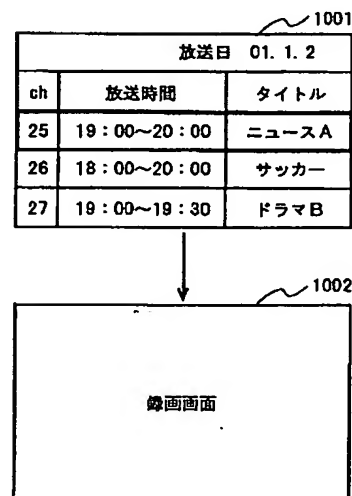 1001
放送日 01. 1. 2
ch 放送時間 タイトル
25 19：00～20：00 ニュースA
26 18：00～20：00 サッカー
27 19：00～19：30 ドラマB
1002
録画画面